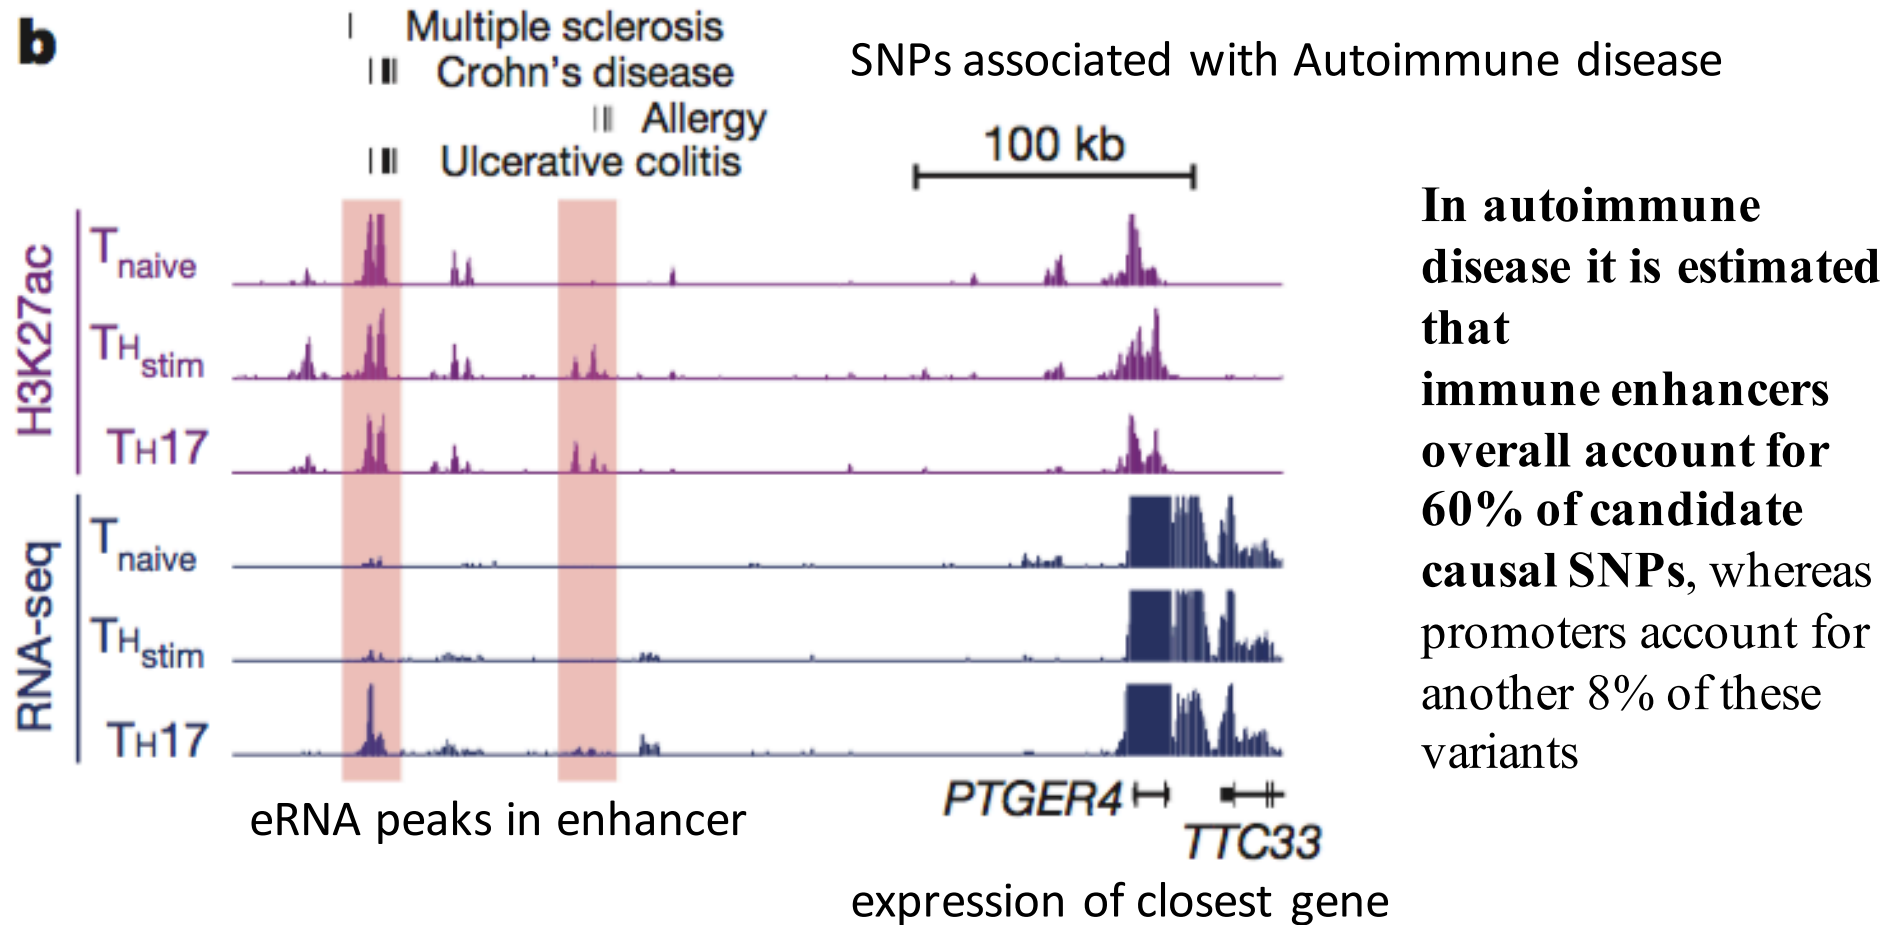 b
Multiple sclerosis
Crohn's disease
Allergy
Ulcerative colitis
SNPs associated with Autoimmune disease
100 kb
H3K27ac
Tnaive
THstim
TH17
RNA-seq
Tnaive
THstim
TH17
PTGER4
TTC33
eRNA peaks in enhancer
expression of closest gene
In autoimmune
disease it is estimated
that
immune enhancers
overall account for
60% of candidate
causal SNPs, whereas
promoters account for
another 8% of these
variants